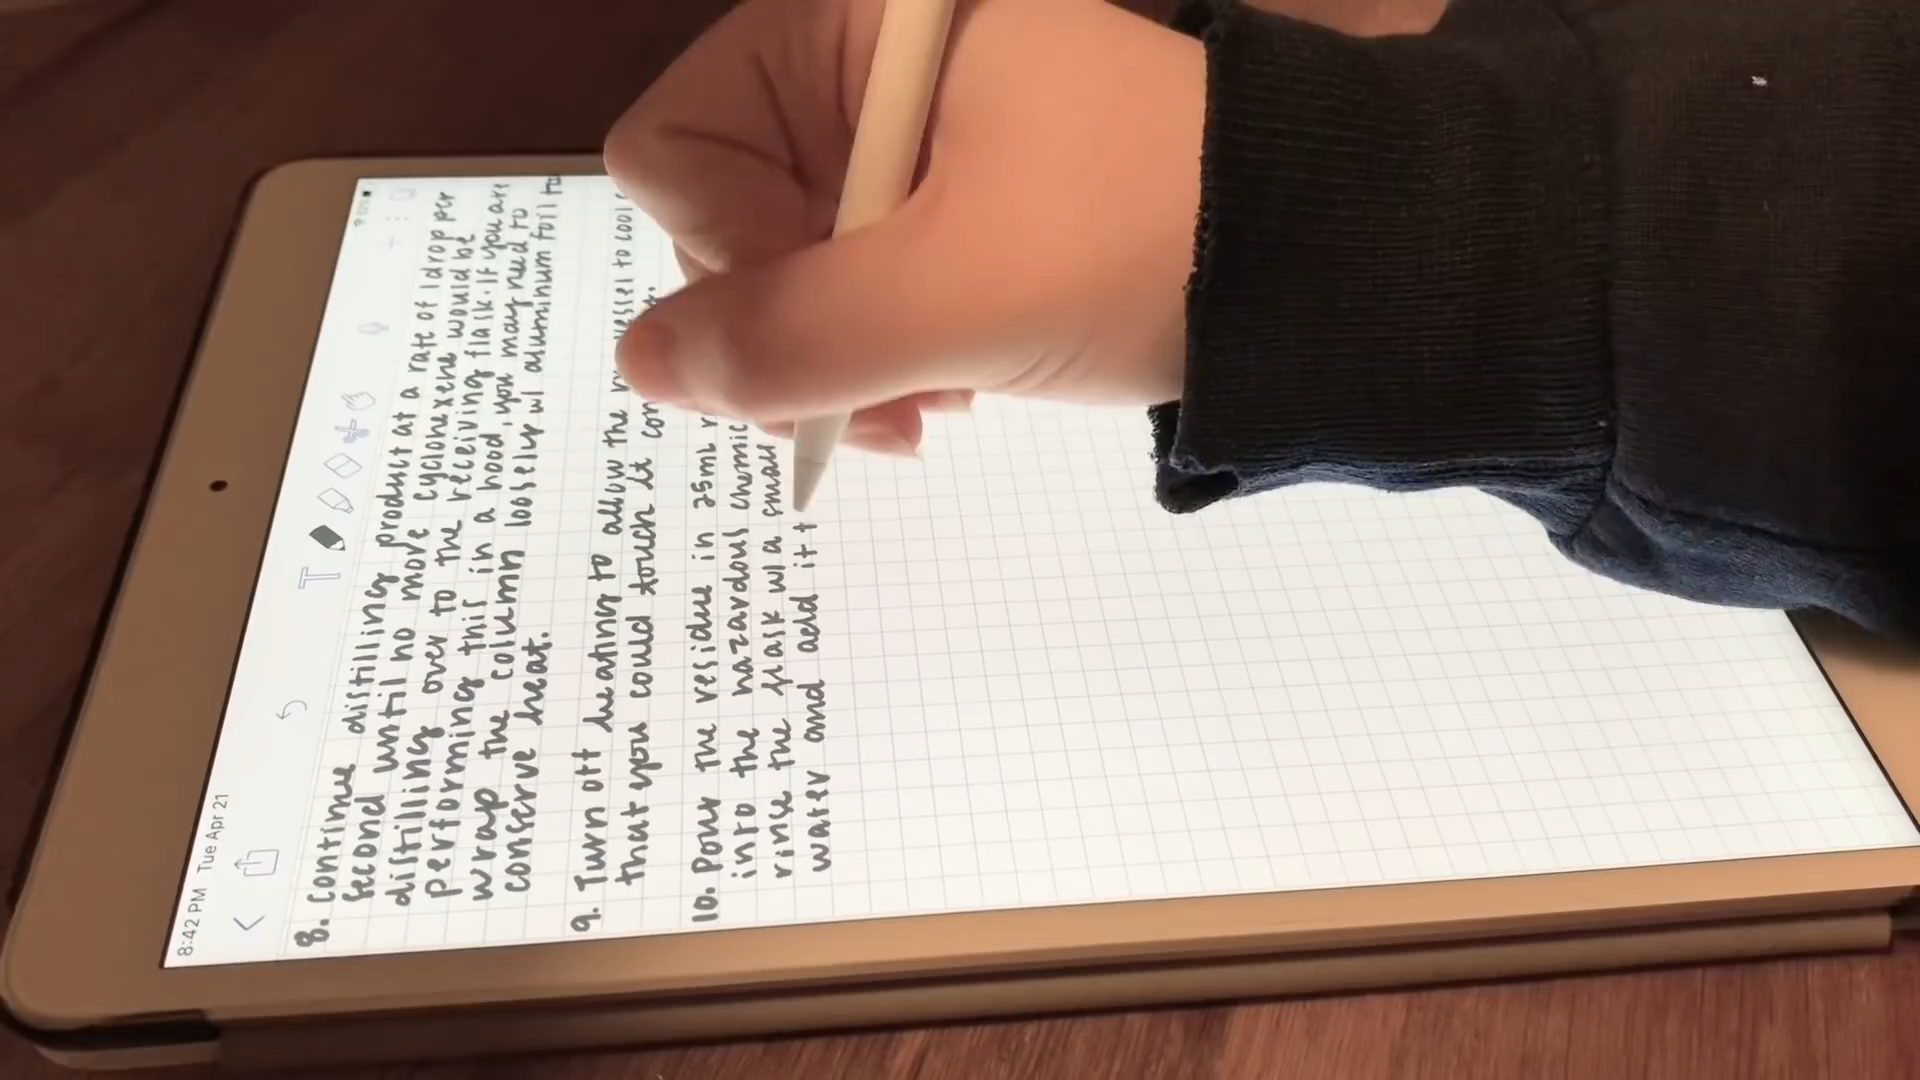 8:42 PM Tue Apr 21
T
8. Continue distilling product at a rate of 1 drop per
second until no more cyclohexene would be
distilling over to the receiving flask. If you are
performing this in a hood, you may need to
wrap the column loosely w/ aluminum foil to
conserve heat.
9. Turn off heating to allow the vessel to cool
that you could touch it
10. Pour the residue in 25mL
into the hazardous chemic
rinse the flask w/ a small
water and add it t